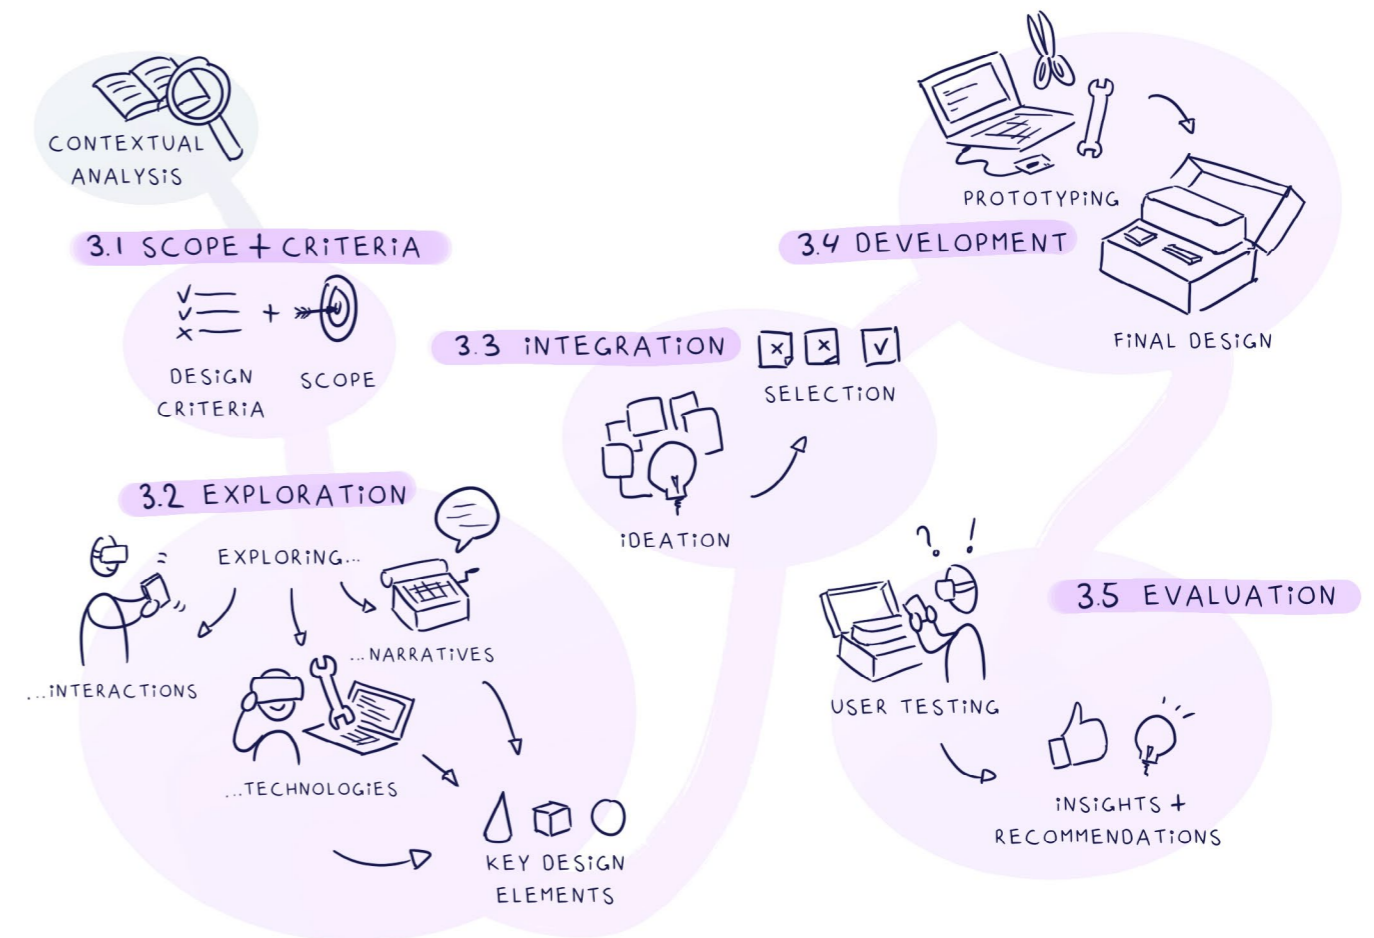 CONTEXTUAL
ANALYSIS
3.1 SCOPE + CRITERIA
+
DESIGN
CRITERIA
SCOPE
3.2 EXPLORATION
EXPLORING...
...INTERACTIONS
...TECHNOLOGIES
...NARRATIVES
KEY DESIGN
ELEMENTS
3.3 INTEGRATION
IDEATION
SELECTION
3.4 DEVELOPMENT
PROTOTYPING
FINAL DESIGN
3.5 EVALUATION
? !
USER TESTING
INSIGHTS +
RECOMMENDATIONS